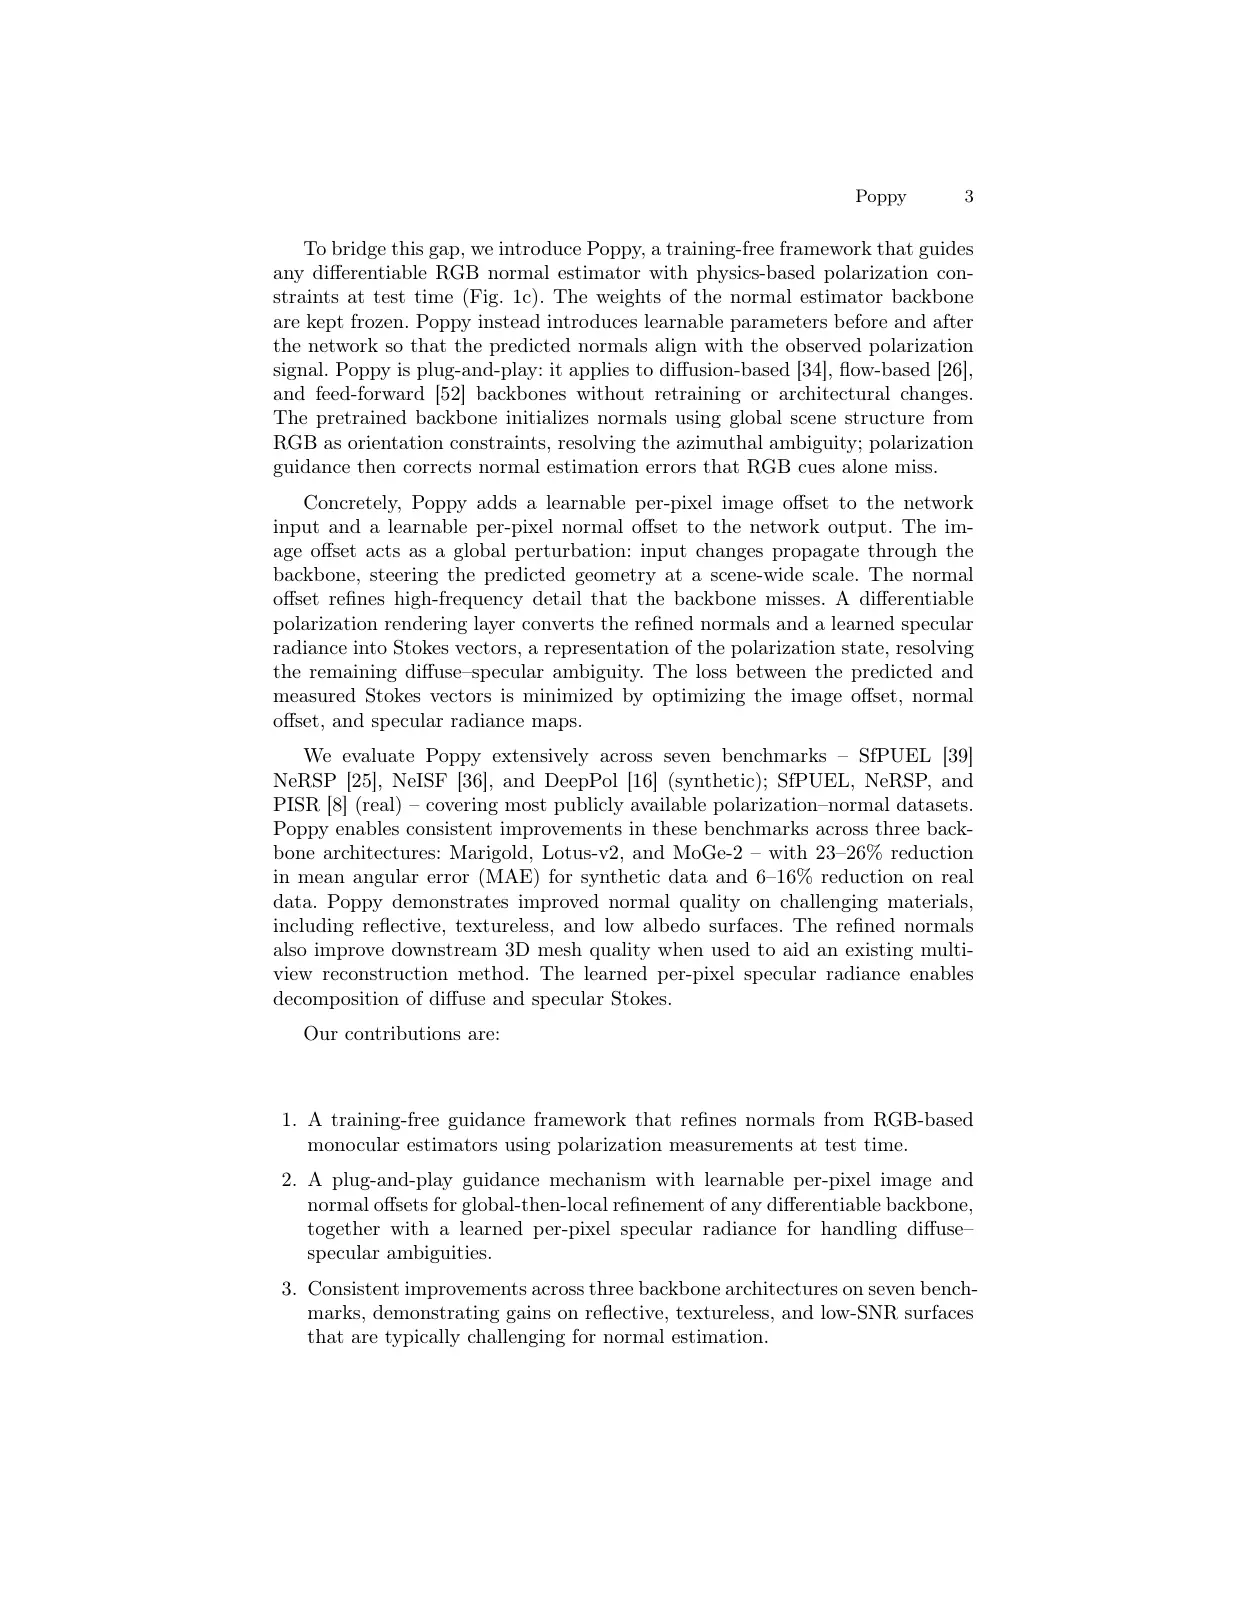 Poppy 3
To bridge this gap, we introduce Poppy, a training-free framework that guides
any differentiable RGB normal estimator with physics-based polarization con-
straints at test time (Fig. 1c). The weights of the normal estimator backbone
are kept frozen. Poppy instead introduces learnable parameters before and after
the network so that the predicted normals align with the observed polarization
signal. Poppy is plug-and-play: it applies to diffusion-based [34], flow-based [26],
and feed-forward [52] backbones without retraining or architectural changes.
The pretrained backbone initializes normals using global scene structure from
RGB as orientation constraints, resolving the azimuthal ambiguity; polarization
guidance then corrects normal estimation errors that RGB cues alone miss.
Concretely, Poppy adds a learnable per-pixel image offset to the network
input and a learnable per-pixel normal offset to the network output. The im-
age offset acts as a global perturbation: input changes propagate through the
backbone, steering the predicted geometry at a scene-wide scale. The normal
offset refines high-frequency detail that the backbone misses. A differentiable
polarization rendering layer converts the refined normals and a learned specular
radiance into Stokes vectors, a representation of the polarization state, resolving
the remaining diffuse–specular ambiguity. The loss between the predicted and
measured Stokes vectors is minimized by optimizing the image offset, normal
offset, and specular radiance maps.
We evaluate Poppy extensively across seven benchmarks – SfPUEL [39]
NeRSP [25], NeISF [36], and DeepPol [16] (synthetic); SfPUEL, NeRSP, and
PISR [8] (real) – covering most publicly available polarization–normal datasets.
Poppy enables consistent improvements in these benchmarks across three back-
bone architectures: Marigold, Lotus-v2, and MoGe-2 – with 23–26% reduction
in mean angular error (MAE) for synthetic data and 6–16% reduction on real
data. Poppy demonstrates improved normal quality on challenging materials,
including reflective, textureless, and low albedo surfaces. The refined normals
also improve downstream 3D mesh quality when used to aid an existing multi-
view reconstruction method. The learned per-pixel specular radiance enables
decomposition of diffuse and specular Stokes.
Our contributions are:
1. A training-free guidance framework that refines normals from RGB-based
monocular estimators using polarization measurements at test time.
2. A plug-and-play guidance mechanism with learnable per-pixel image and
normal offsets for global-then-local refinement of any differentiable backbone,
together with a learned per-pixel specular radiance for handling diffuse–
specular ambiguities.
3. Consistent improvements across three backbone architectures on seven bench-
marks, demonstrating gains on reflective, textureless, and low-SNR surfaces
that are typically challenging for normal estimation.